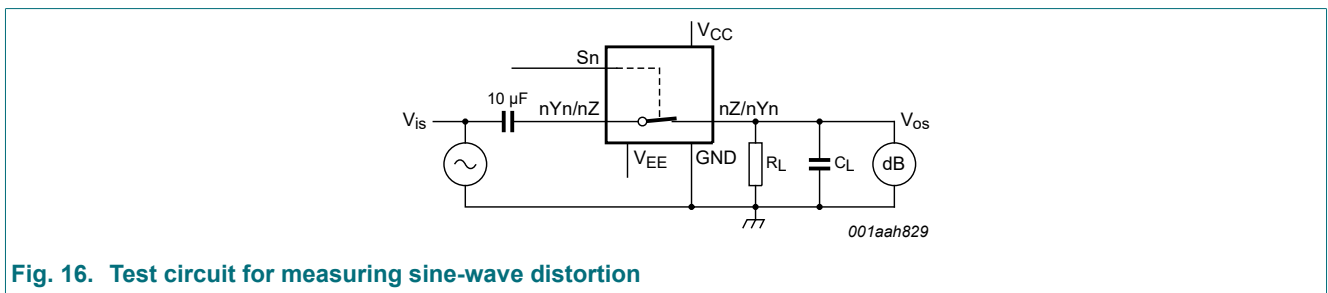 VCC
Sn
10 µF
nYn/nZ
nZ/nYn
Vis
Vos
VEE
GND
RL
CL
dB
001aah829
Fig. 16. Test circuit for measuring sine-wave distortion